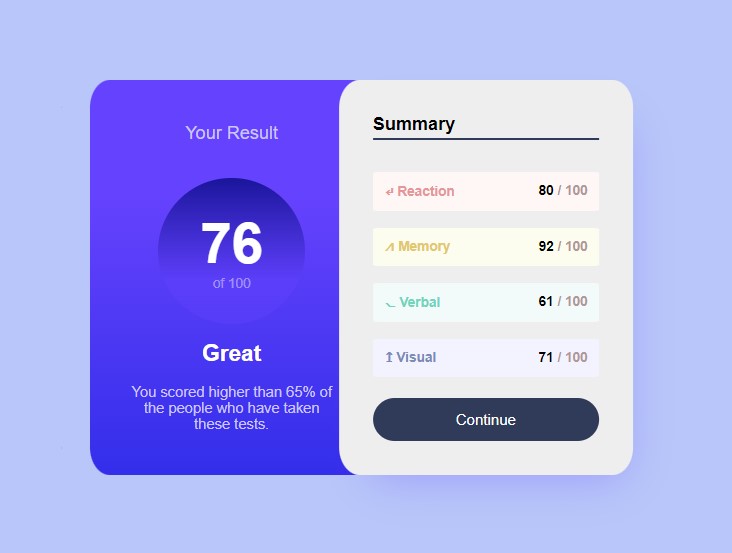 Your Result
76
of 100
Great
You scored higher than 65% of
the people who have taken
these tests.
Summary
Reaction 80 / 100
Memory 92 / 100
Verbal 61 / 100
Visual 71 / 100
Continue